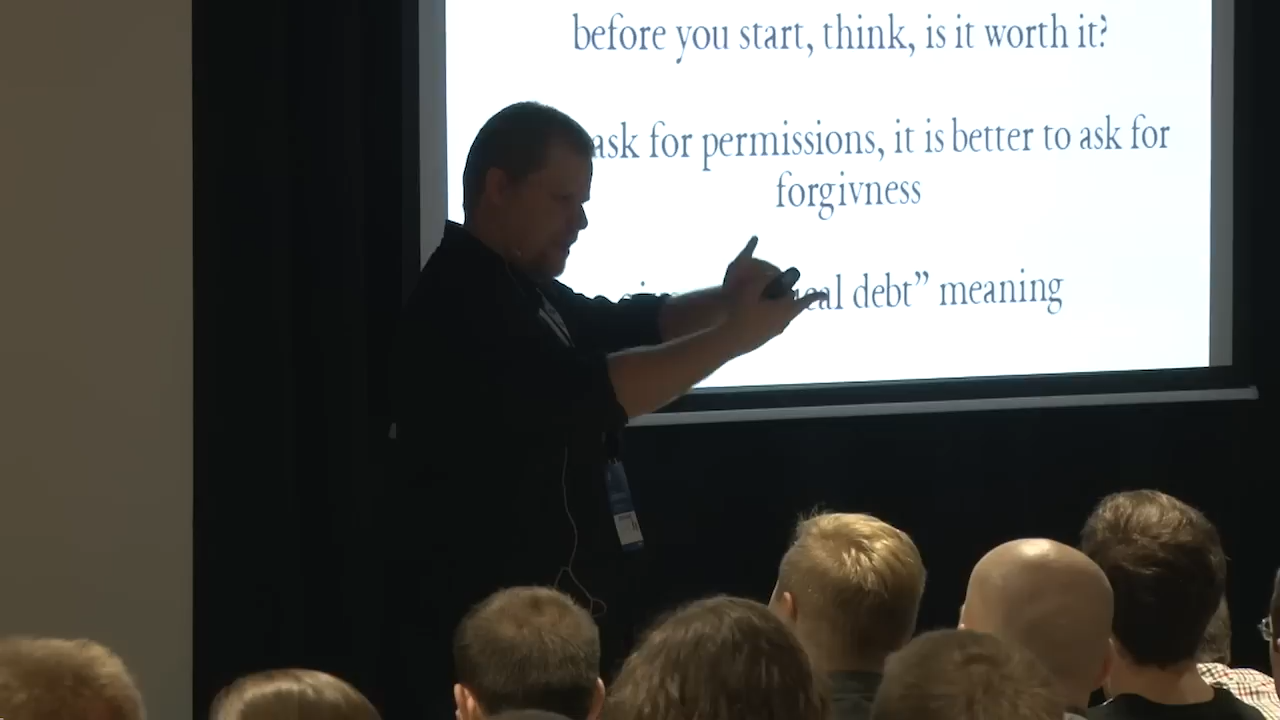 before you start, think, is it worth it?
ask for permissions, it is better to ask for
forgivness
debt” meaning